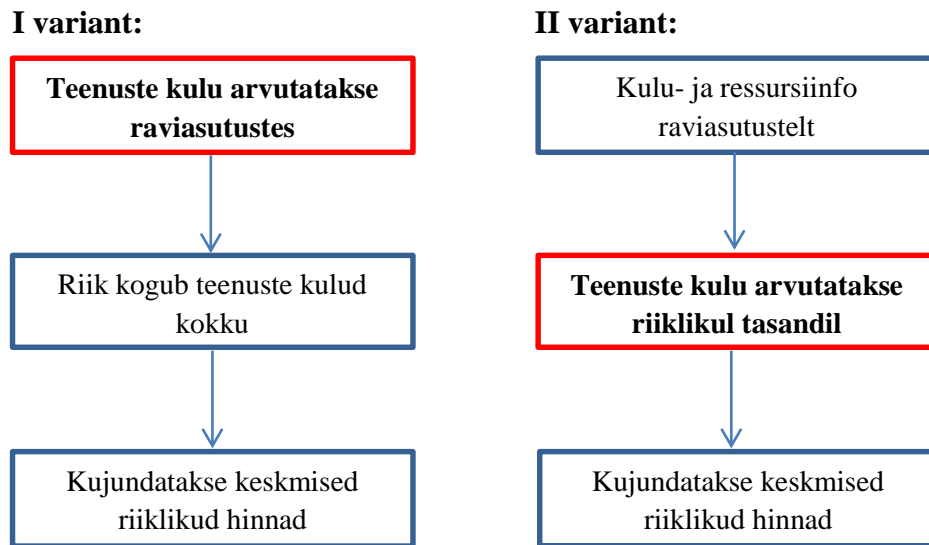 I variant:
Teenuste kulu arvutatakse
raviasutustes
Riik kogub teenuste kulud
kokku
Kujundatakse keskmised
riiklikud hinnad
II variant:
Kulu- ja ressursiinfo
raviasutustelt
Teenuste kulu arvutatakse
riiklikul tasandil
Kujundatakse keskmised
riiklikud hinnad